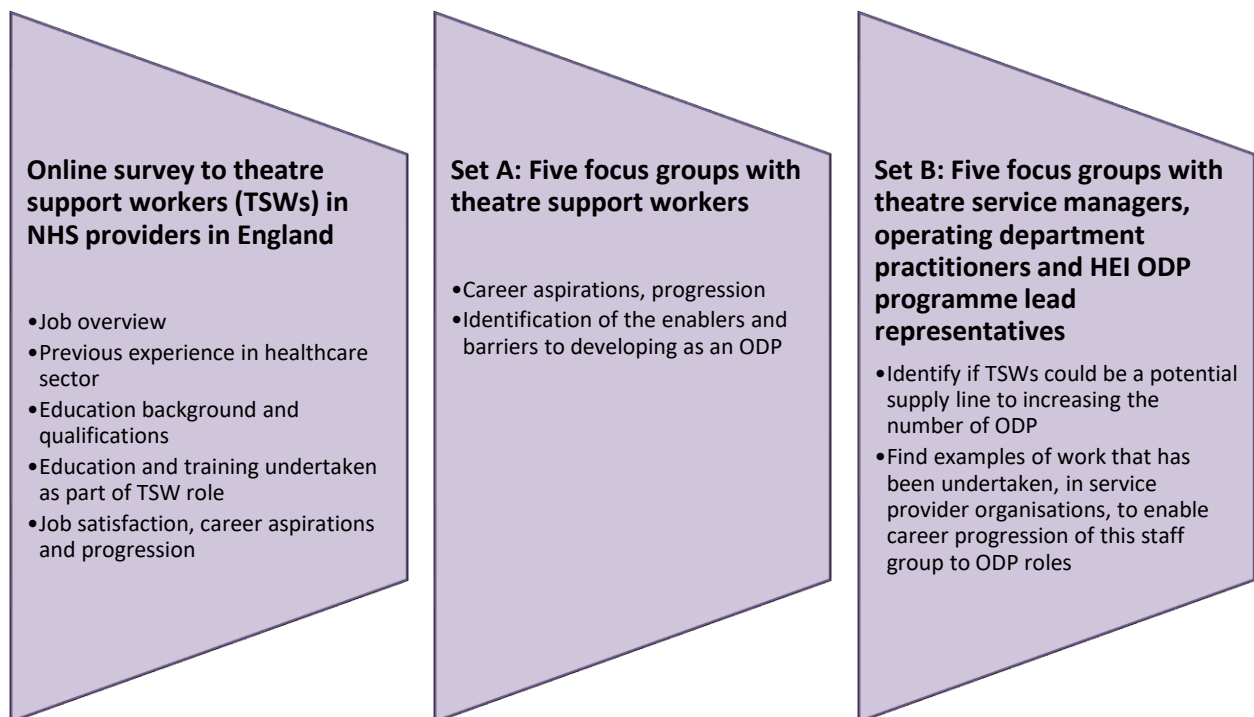 Online survey to theatre
support workers (TSWs) in
NHS providers in England
•Job overview
•Previous experience in healthcare
sector
•Education background and
qualifications
•Education and training undertaken
as part of TSW role
•Job satisfaction, career aspirations
and progression
Set A: Five focus groups with
theatre support workers
•Career aspirations, progression
•Identification of the enablers and
barriers to developing as an ODP
Set B: Five focus groups with
theatre service managers,
operating department
practitioners and HEI ODP
programme lead
representatives
•Identify if TSWs could be a potential
supply line to increasing the
number of ODP
•Find examples of work that has
been undertaken, in service
provider organisations, to enable
career progression of this staff
group to ODP roles